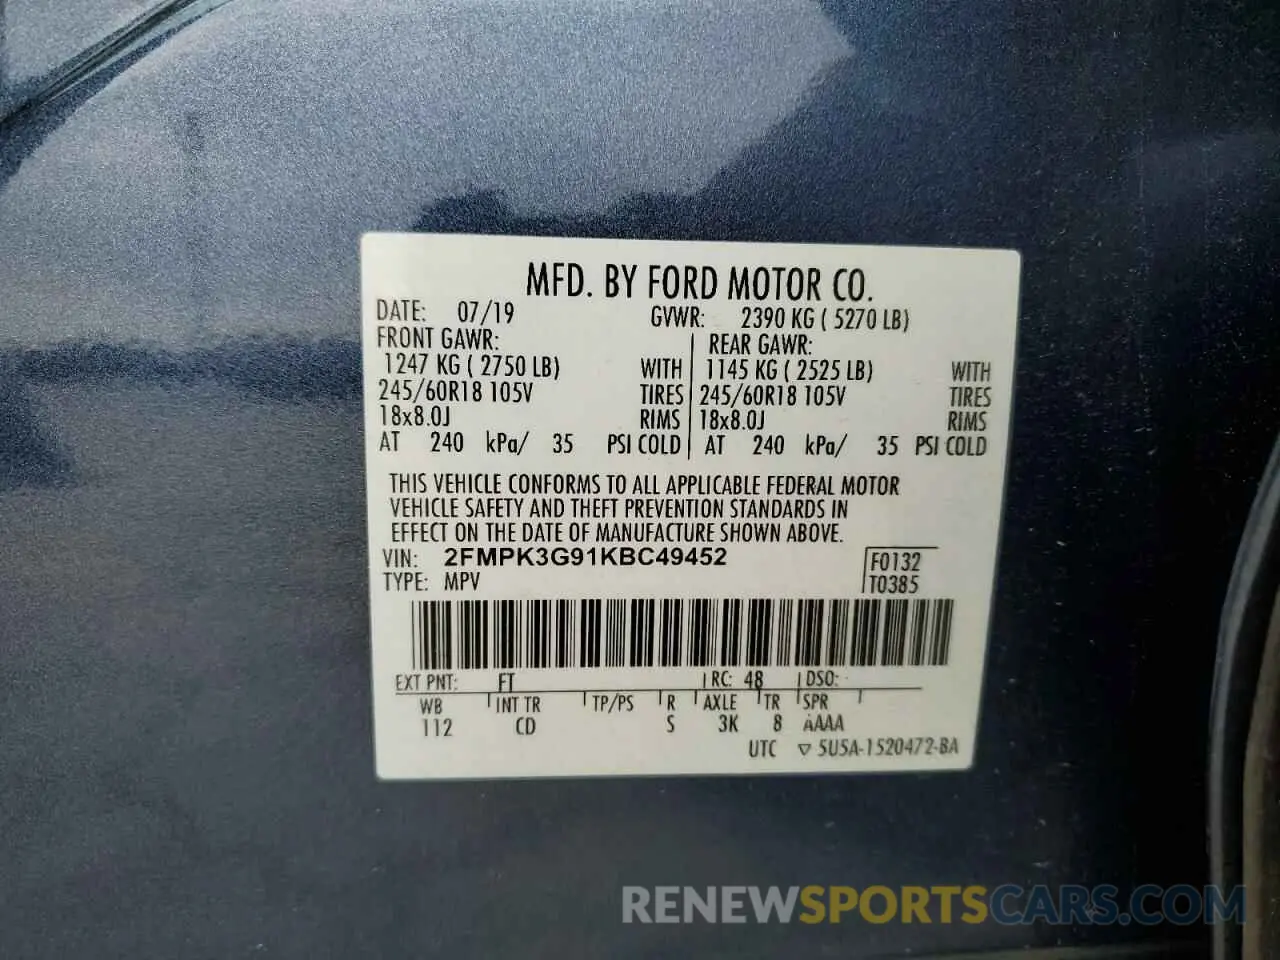 MFD. BY FORD MOTOR CO.
DATE: 07/19 GVWR: 2390 KG ( 5270 LB)
FRONT GAWR: REAR GAWR:
1247 KG ( 2750 LB) WITH 1145 KG ( 2525 LB) WITH
245/60R18 105V TIRES 245/60R18 105V TIRES
18x8.0J RIMS 18x8.0J RIMS
AT 240 kPa/ 35 PSI COLD AT 240 kPa/ 35 PSI COLD
THIS VEHICLE CONFORMS TO ALL APPLICABLE FEDERAL MOTOR
VEHICLE SAFETY AND THEFT PREVENTION STANDARDS IN
EFFECT ON THE DATE OF MANUFACTURE SHOWN ABOVE.
VIN: 2FMPK3G91KBC49452 F0132
TYPE: MPV T0385
EXT PNT: FT RC: 48 DSO:
WB INT TR TP/PS R AXLE TR SPR
112 CD S 3K 8 AAAA
UTC ▽ 5U5A-1520472-BA
RENEWSPORTSCARS.COM